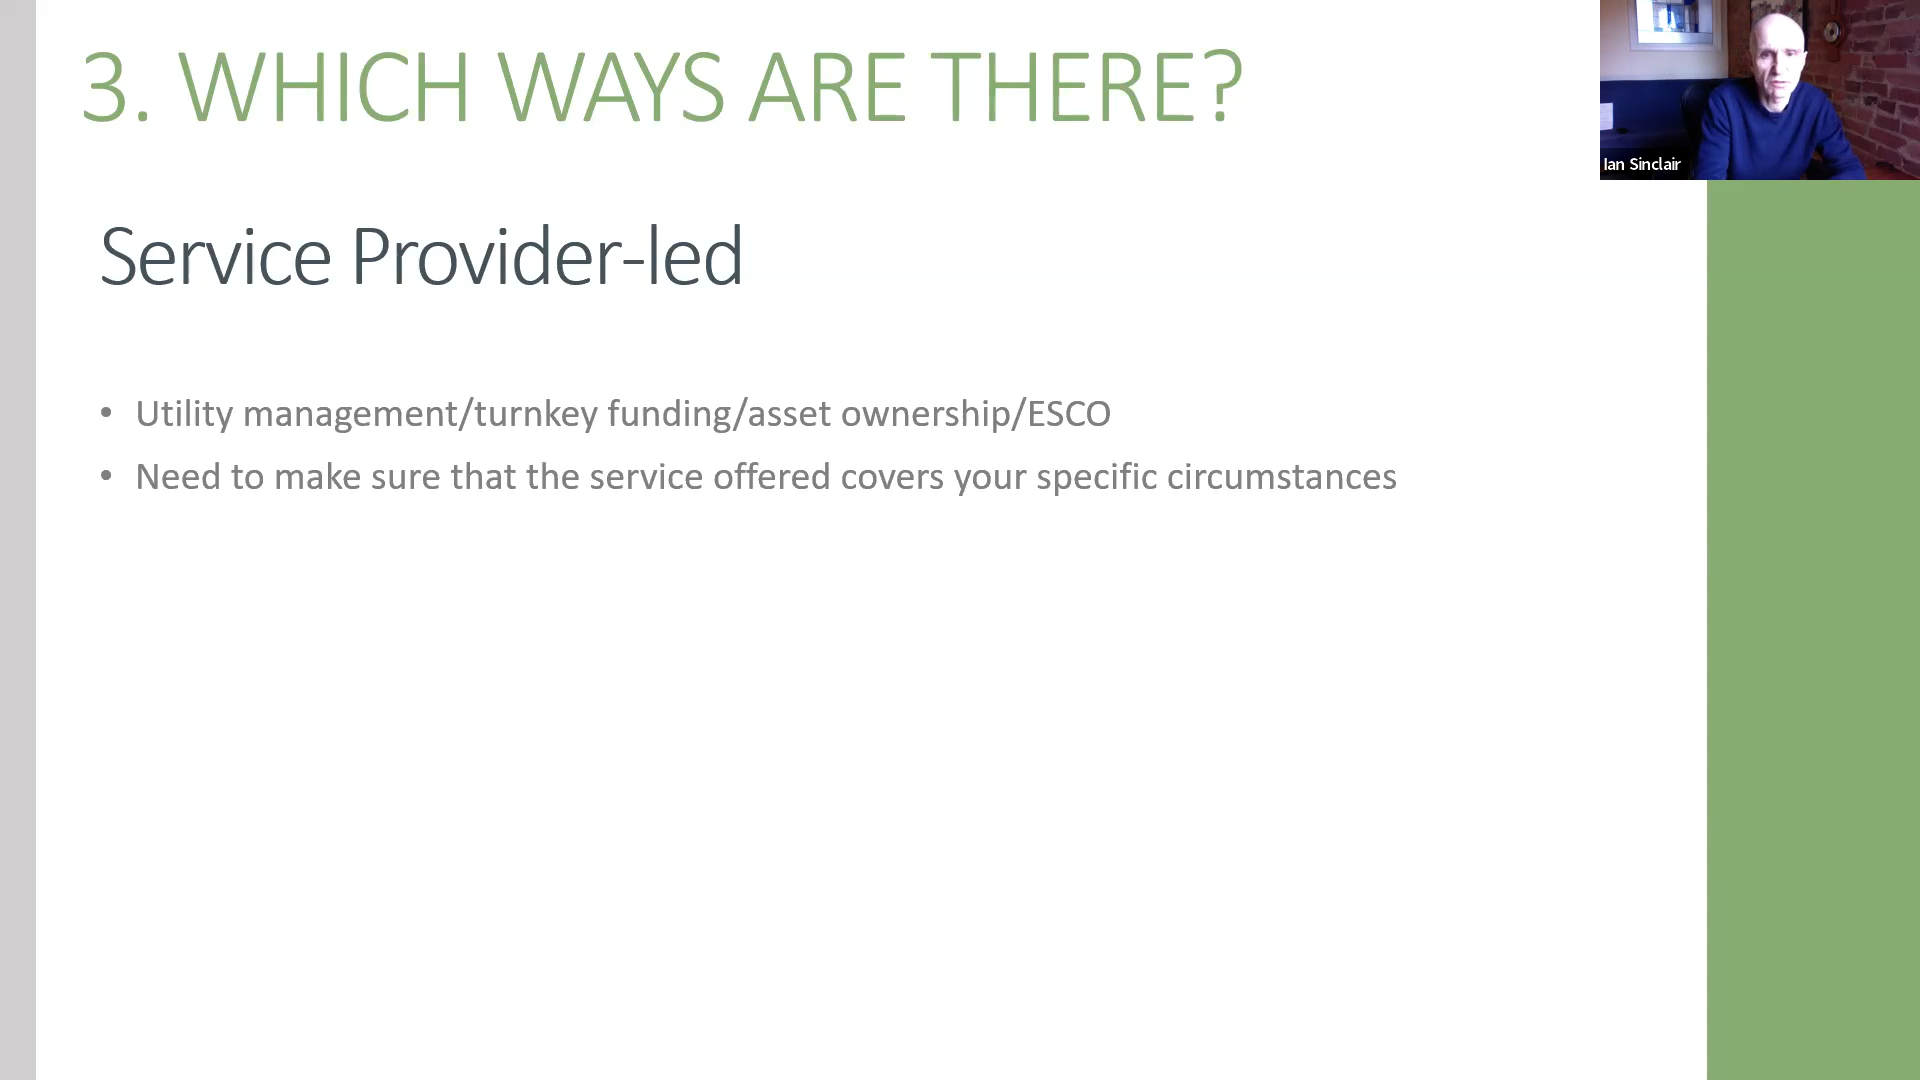 3. WHICH WAYS ARE THERE?
Ian Sinclair
Service Provider-led
• Utility management/turnkey funding/asset ownership/ESCO
• Need to make sure that the service offered covers your specific circumstances